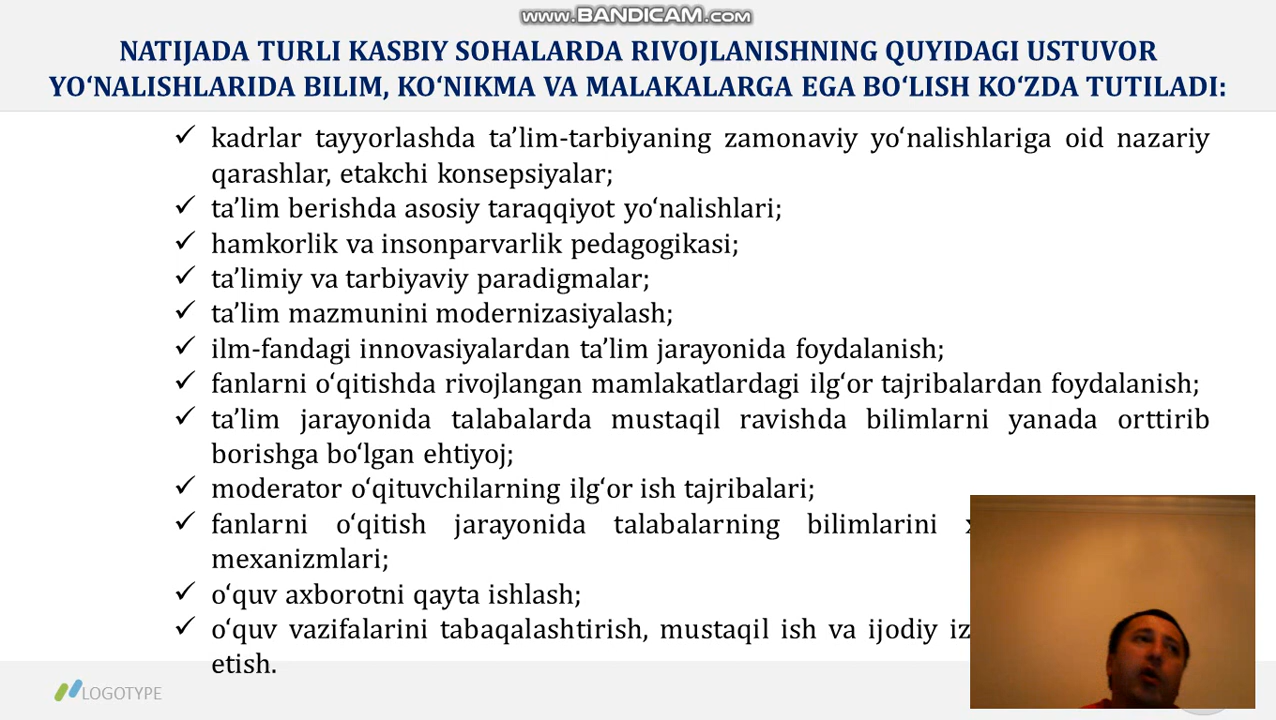 www.BANDICAM.com
NATIJADA TURLI KASBIY SOHALARDA RIVOJLANISHNING QUYIDAGI USTUVOR
YO‘NALISHLARIDA BILIM, KO‘NIKMA VA MALAKALARGA EGA BO‘LISH KO‘ZDA TUTILADI:
✓ kadrlar tayyorlashda ta’lim-tarbiyaning zamonaviy yo‘nalishlariga oid nazariy
qarashlar, etakchi konsepsiyalar;
✓ ta’lim berishda asosiy taraqqiyot yo‘nalishlari;
✓ hamkorlik va insonparvarlik pedagogikasi;
✓ ta’limiy va tarbiyaviy paradigmalar;
✓ ta’lim mazmunini modernizasiyalash;
✓ ilm-fandagi innovasiyalardan ta’lim jarayonida foydalanish;
✓ fanlarni o‘qitishda rivojlangan mamlakatlardagi ilg‘or tajribalardan foydalanish;
✓ ta’lim jarayonida talabalarda mustaqil ravishda bilimlarni yanada orttirib
borishga bo‘lgan ehtiyoj;
✓ moderator o‘qituvchilarning ilg‘or ish tajribalari;
✓ fanlarni o‘qitish jarayonida talabalarning bilimlarini
mexanizmlari;
✓ o‘quv axborotni qayta ishlash;
✓ o‘quv vazifalarini tabaqalashtirish, mustaqil ish va ijodiy
etish.
LOGOTYPE